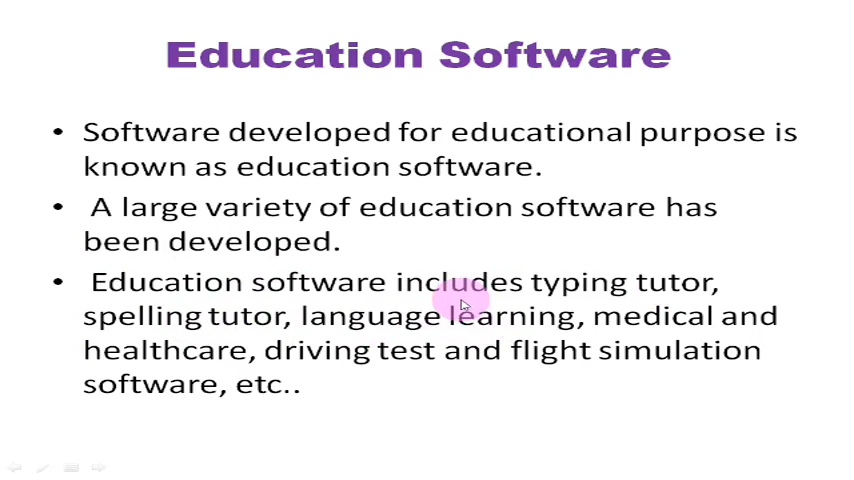 Education Software
• Software developed for educational purpose is
known as education software.
• A large variety of education software has
been developed.
• Education software includes typing tutor,
spelling tutor, language learning, medical and
healthcare, driving test and flight simulation
software, etc..